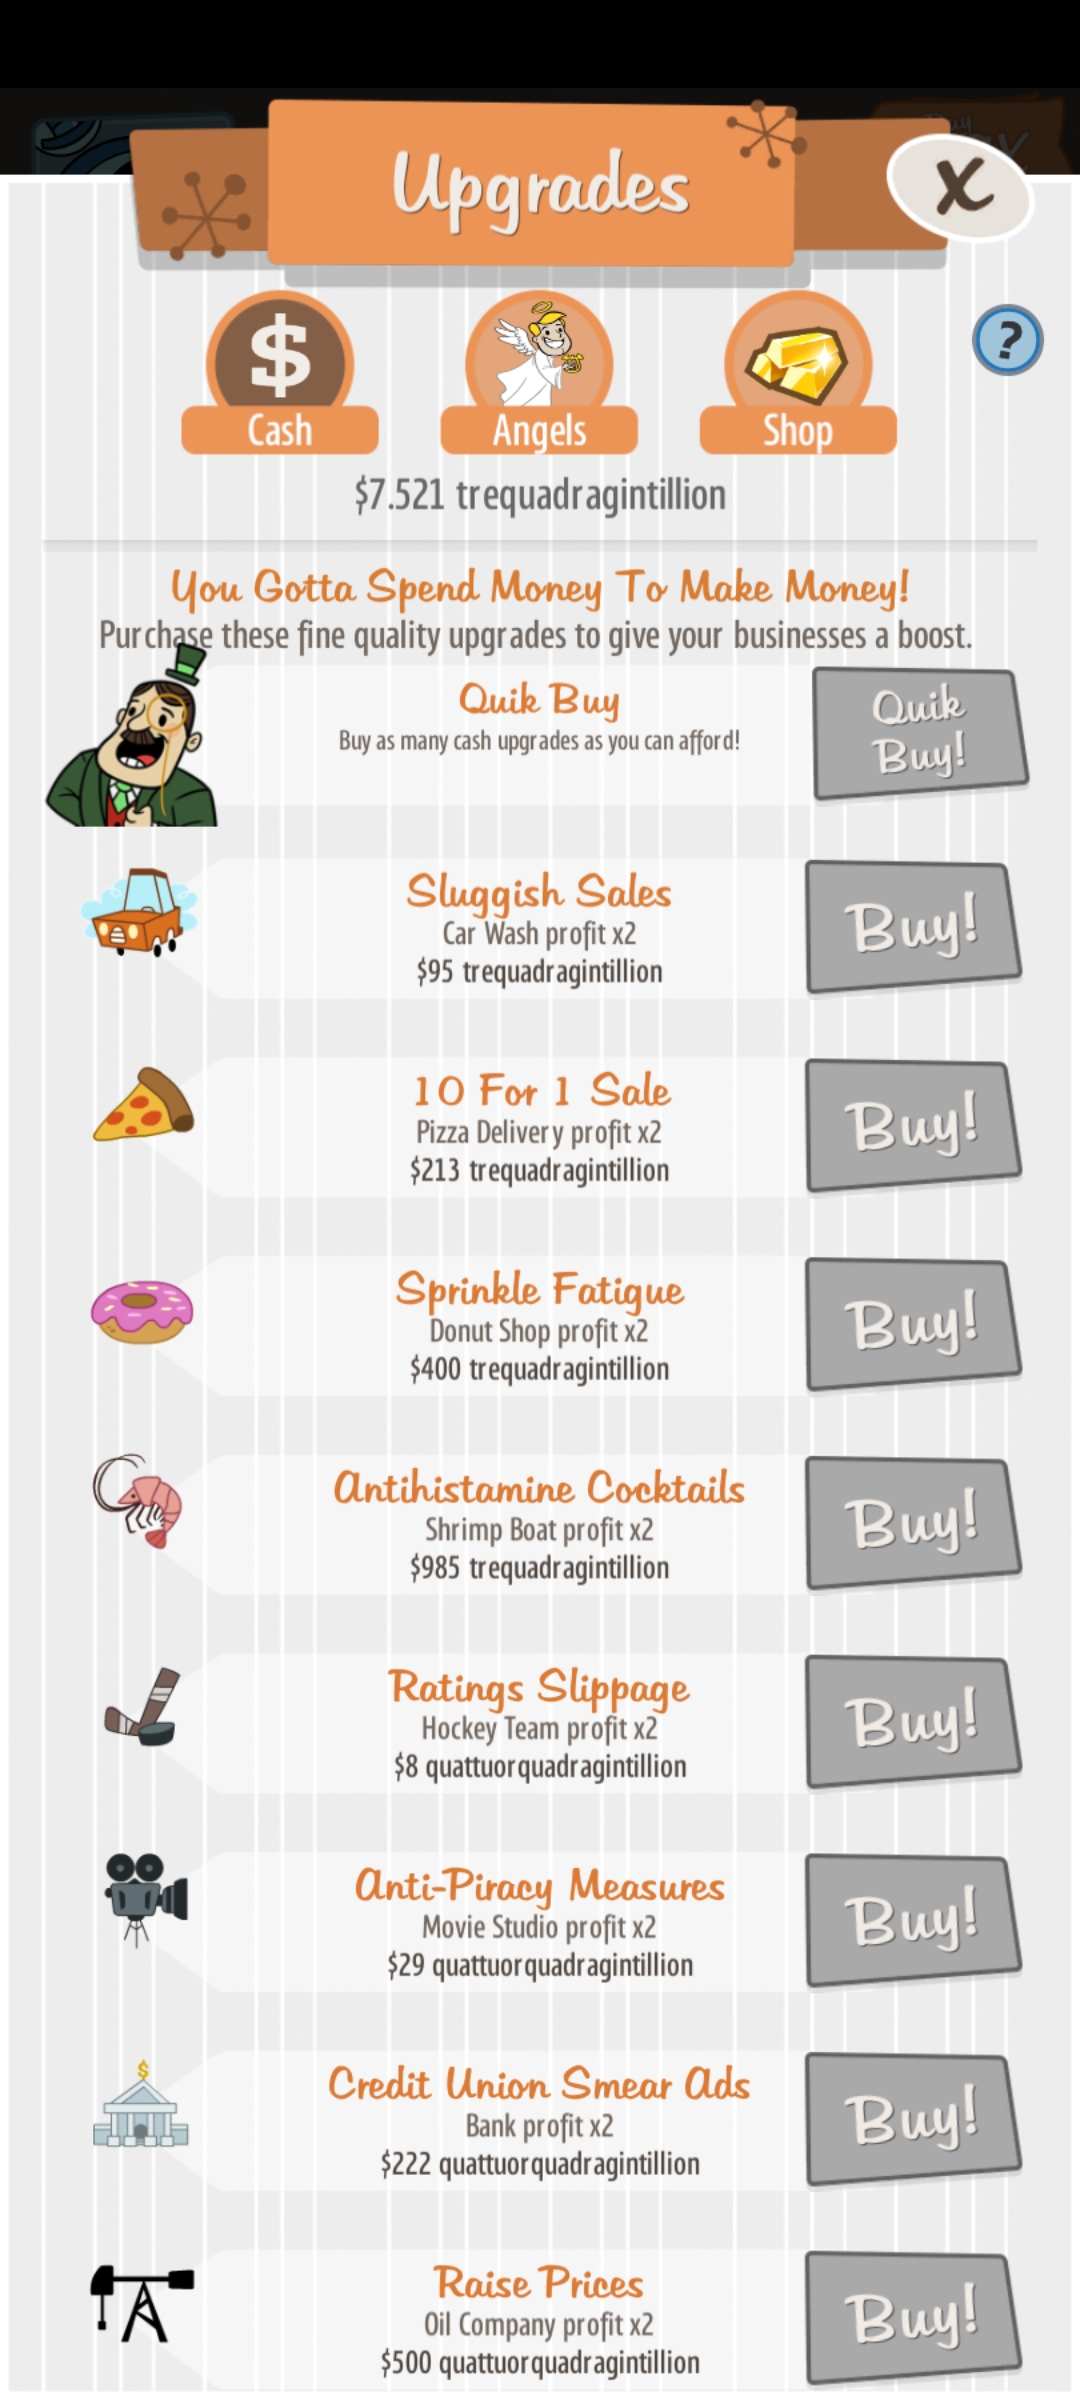 Upgrades
X
$
Cash
Angels
Shop
?
$7.521 trequadragintillion
You Gotta Spend Money To Make Money!
Purchase these fine quality upgrades to give your businesses a boost.
Quik Buy
Buy as many cash upgrades as you can afford!
Quik
Buy!
Sluggish Sales
Car Wash profit x2
$95 trequadragintillion
Buy!
10 For 1 Sale
Pizza Delivery profit x2
$213 trequadragintillion
Buy!
Sprinkle Fatigue
Donut Shop profit x2
$400 trequadragintillion
Buy!
Antihistamine Cocktails
Shrimp Boat profit x2
$985 trequadragintillion
Buy!
Ratings Slippage
Hockey Team profit x2
$8 quattuorquadragintillion
Buy!
Anti-Piracy Measures
Movie Studio profit x2
$29 quattuorquadragintillion
Buy!
Credit Union Smear Ads
Bank profit x2
$222 quattuorquadragintillion
Buy!
Raise Prices
Oil Company profit x2
$500 quattuorquadragintillion
Buy!